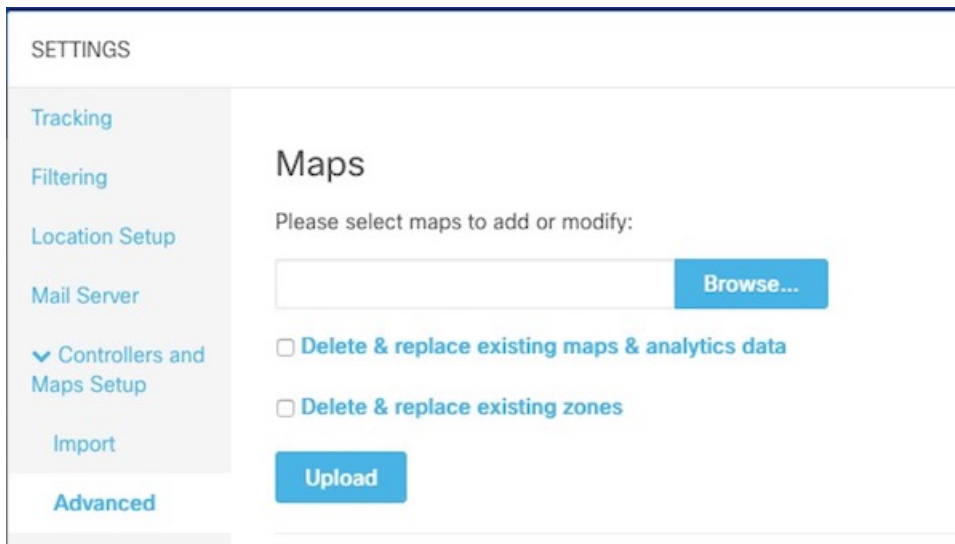 SETTINGS
Tracking
Filtering
Location Setup
Mail Server
Controllers and
Maps Setup
Import
Advanced
Maps
Please select maps to add or modify:
Browse...
Delete & replace existing maps & analytics data
Delete & replace existing zones
Upload